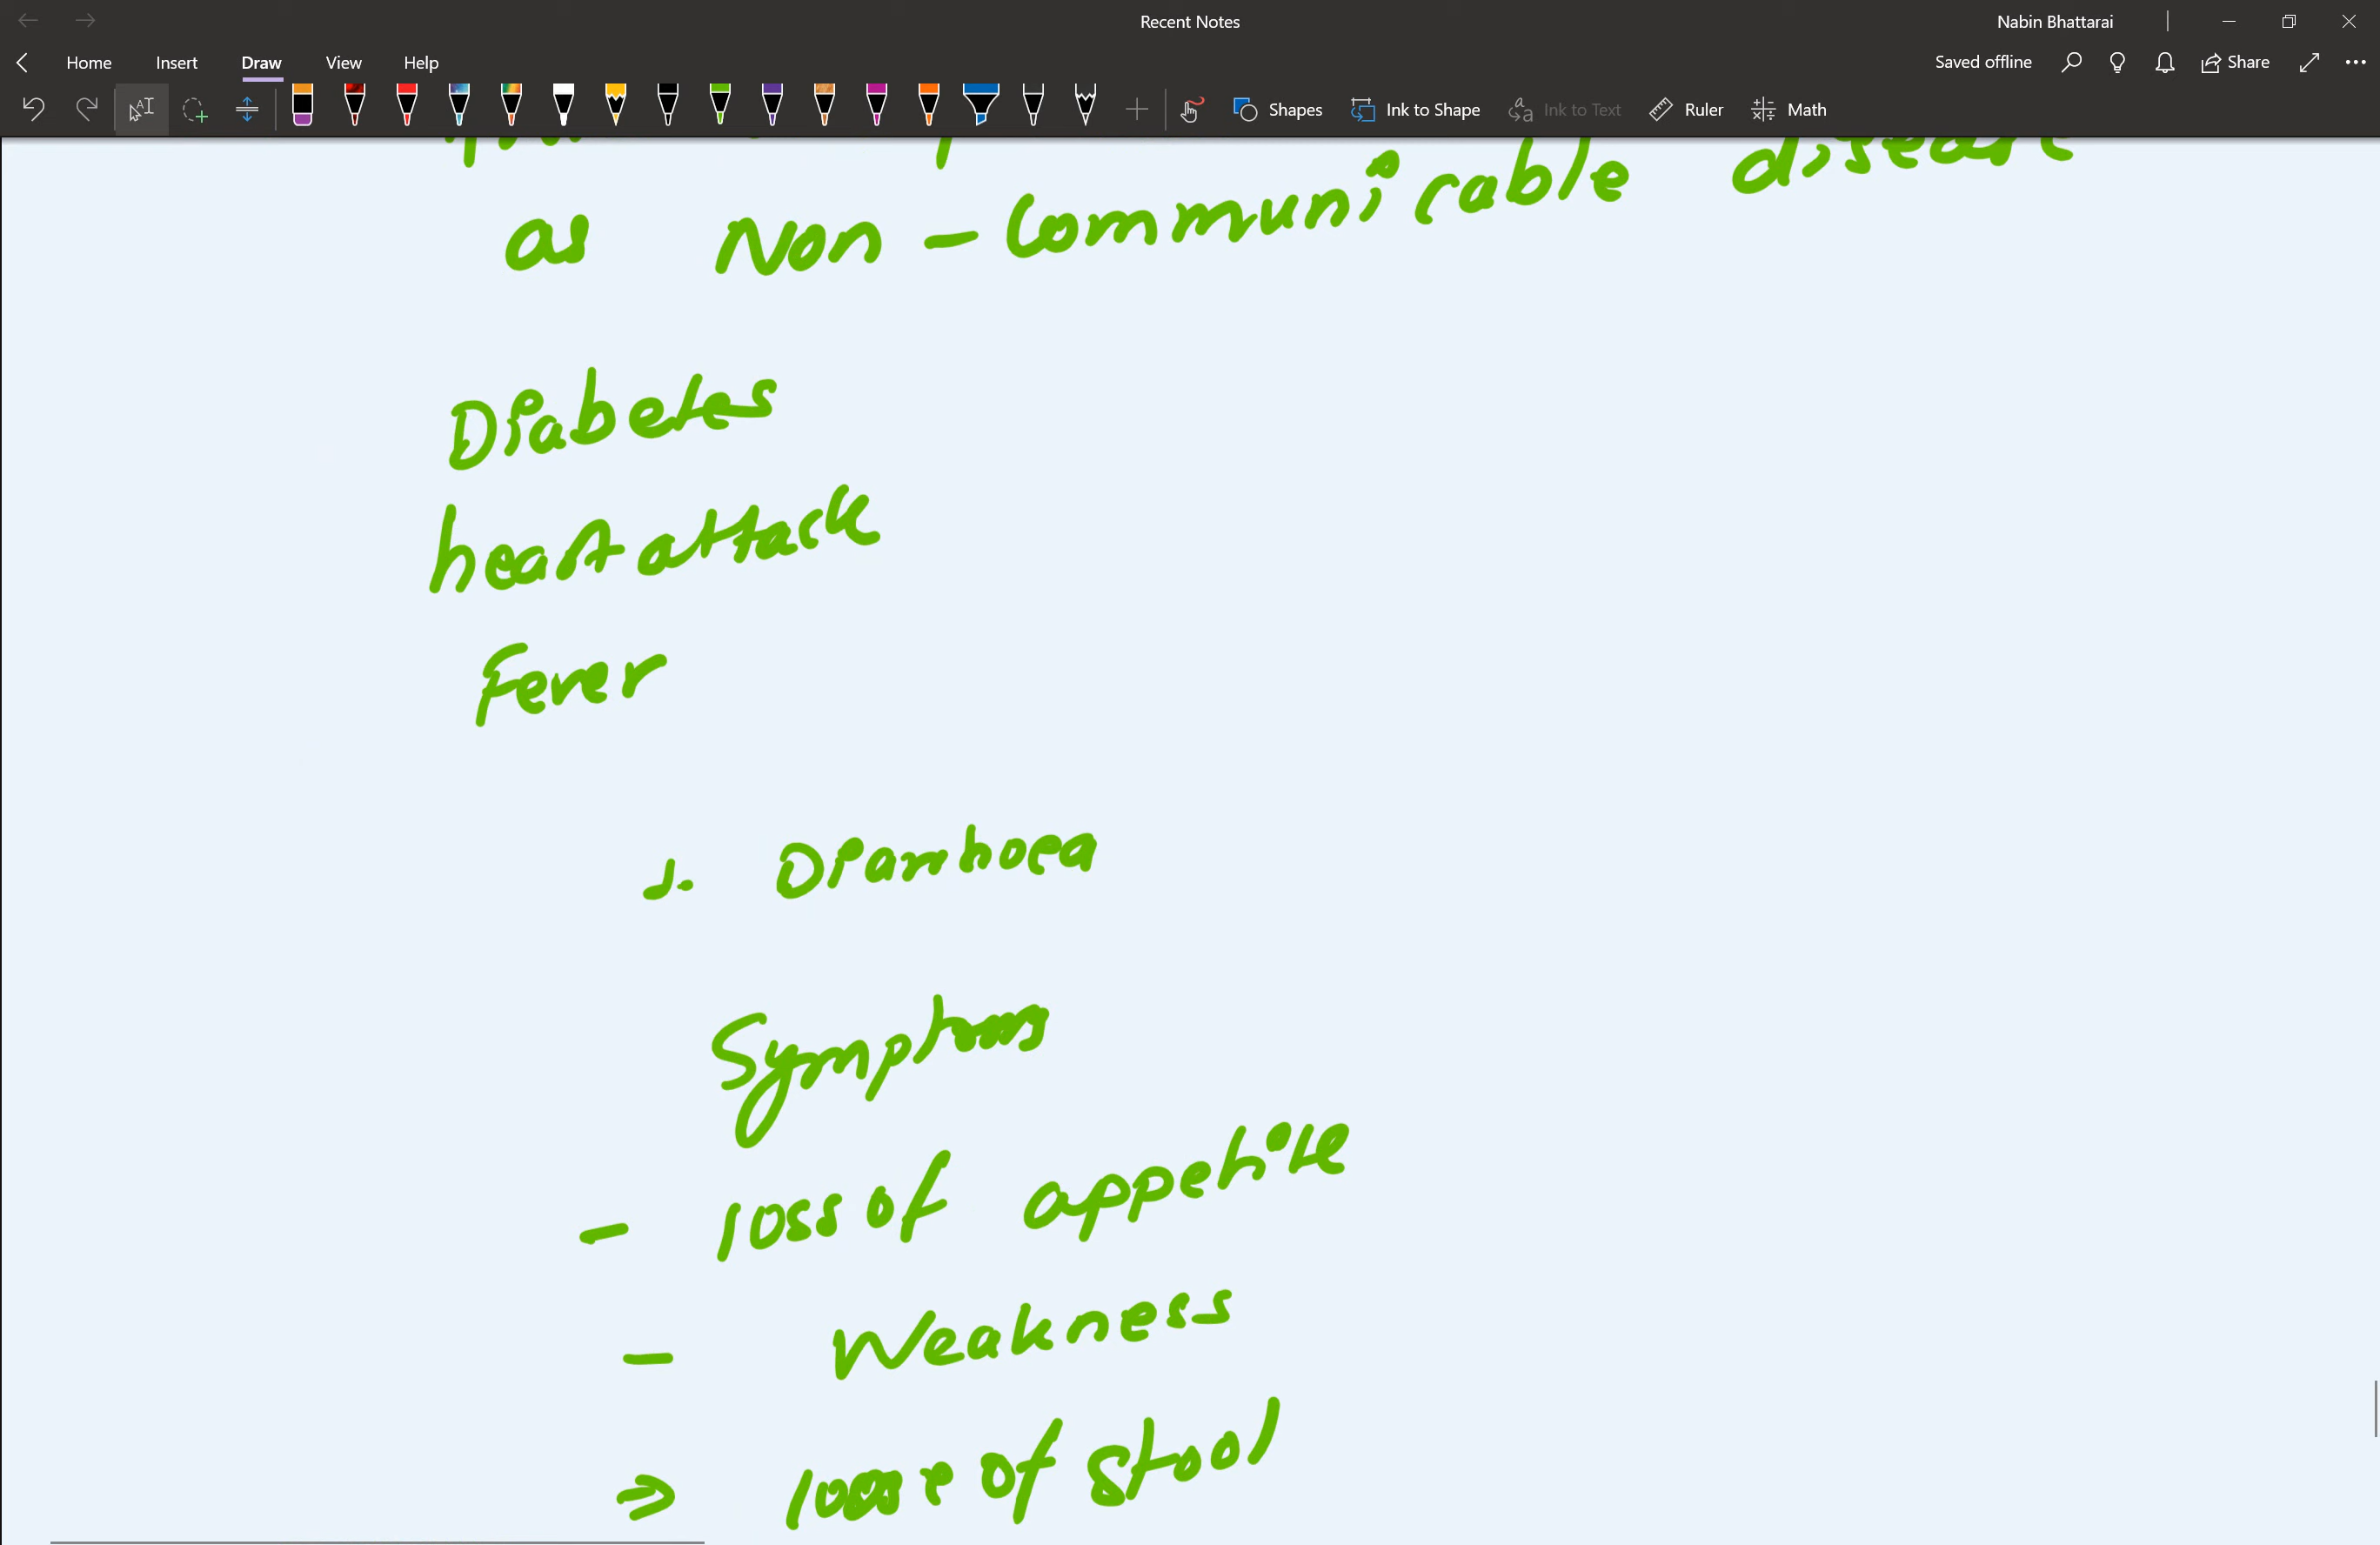 Recent Notes
Nabin Bhattarai
Home Insert Draw View Help
Saved offline
Share
Shapes
Ink to Shape
Ink to Text
Ruler
Math
disease
as Non-Communicable
Diabetes
heart attack
Fever
1. Diarrhoea
Symptoms
- loss of appetite
- Weakness
⇒ loose of stool